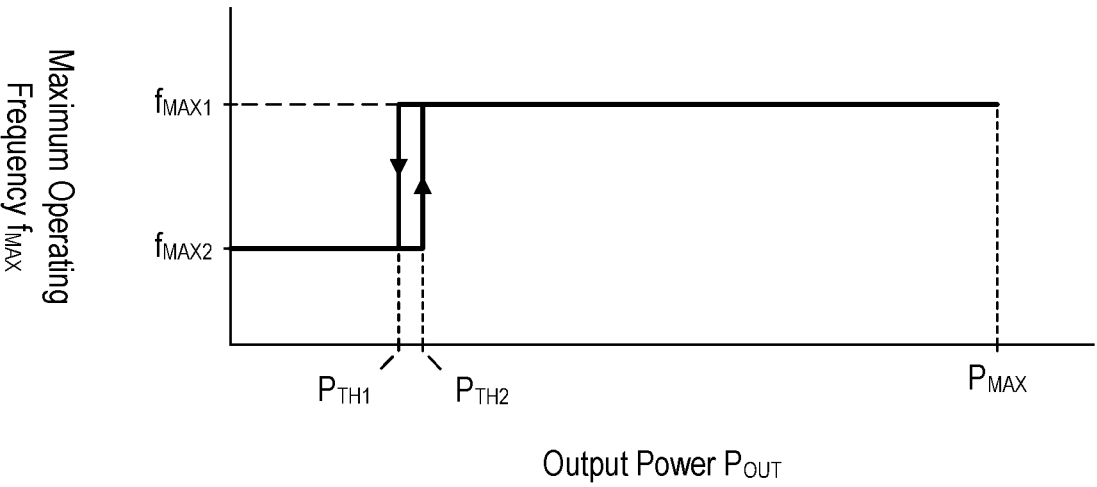 Maximum Operating
Frequency fMAX
fMAX1
fMAX2
PTH1
PTH2
PMAX
Output Power POUT